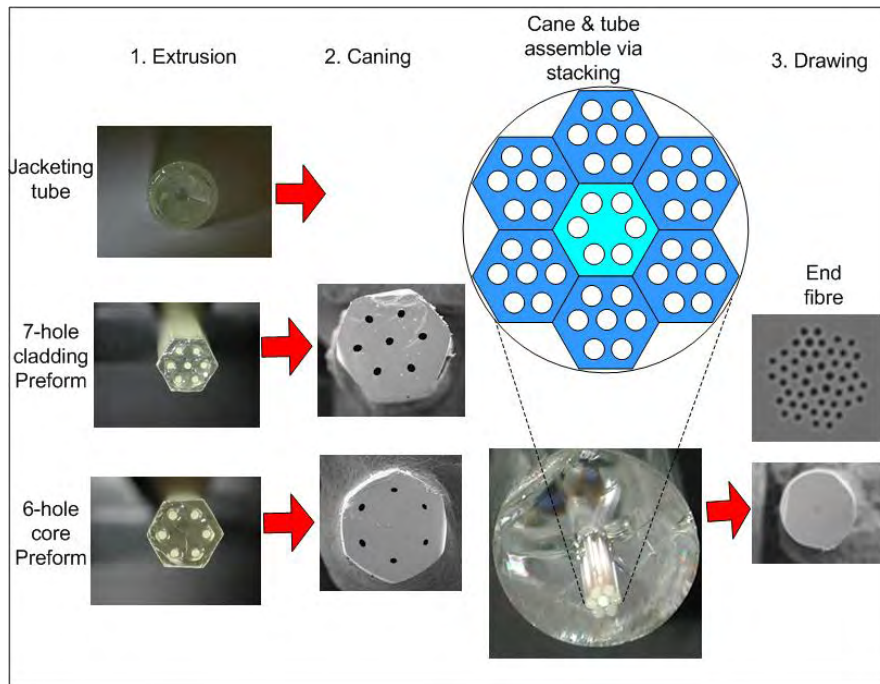 1. Extrusion
2. Caning
Cane & tube
assemble via
stacking
3. Drawing
Jacketing
tube
End
fibre
7-hole
cladding
Preform
6-hole
core
Preform